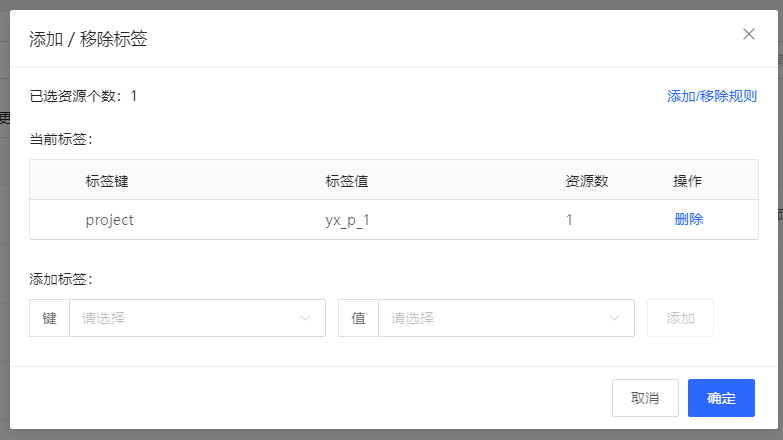 添加 / 移除标签
已选资源个数：1 添加/移除规则
当前标签：
标签键 标签值 资源数 操作
project yx_p_1 1 删除
添加标签：
键 请选择 值 请选择 添加
取消 确定
更